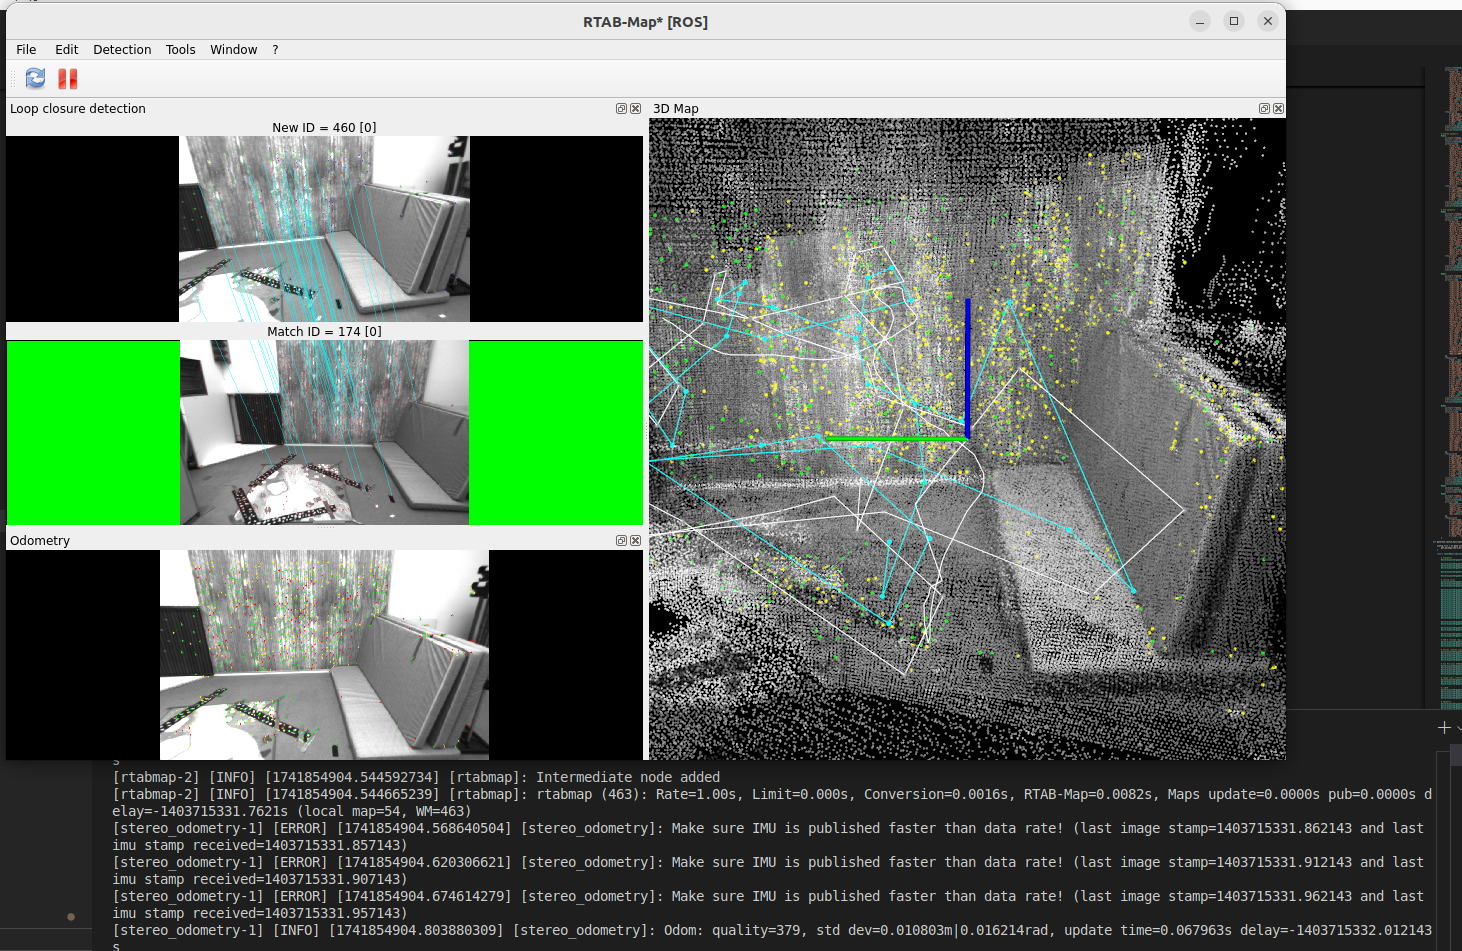 RTAB-Map* [ROS]
File Edit Detection Tools Window ?
Loop closure detection
3D Map
New ID = 460 [0]
Match ID = 174 [0]
Odometry
s
[rtabmap-2] [INFO] [1741854904.544592734] [rtabmap]: Intermediate node added
[rtabmap-2] [INFO] [1741854904.544665239] [rtabmap]: rtabmap (463): Rate=1.00s, Limit=0.000s, Conversion=0.0016s, RTAB-Map=0.0082s, Maps update=0.0000s pub=0.0000s d
elay=-1403715331.7621s (local map=54, WM=463)
[stereo_odometry-1] [ERROR] [1741854904.568640504] [stereo_odometry]: Make sure IMU is published faster than data rate! (last image stamp=1403715331.862143 and last
imu stamp received=1403715331.857143)
[stereo_odometry-1] [ERROR] [1741854904.620306621] [stereo_odometry]: Make sure IMU is published faster than data rate! (last image stamp=1403715331.912143 and last
imu stamp received=1403715331.907143)
[stereo_odometry-1] [ERROR] [1741854904.674614279] [stereo_odometry]: Make sure IMU is published faster than data rate! (last image stamp=1403715331.962143 and last
imu stamp received=1403715331.957143)
[stereo_odometry-1] [INFO] [1741854904.803880309] [stereo_odometry]: Odom: quality=379, std dev=0.010803m|0.016214rad, update time=0.067963s delay=-1403715332.012143
s